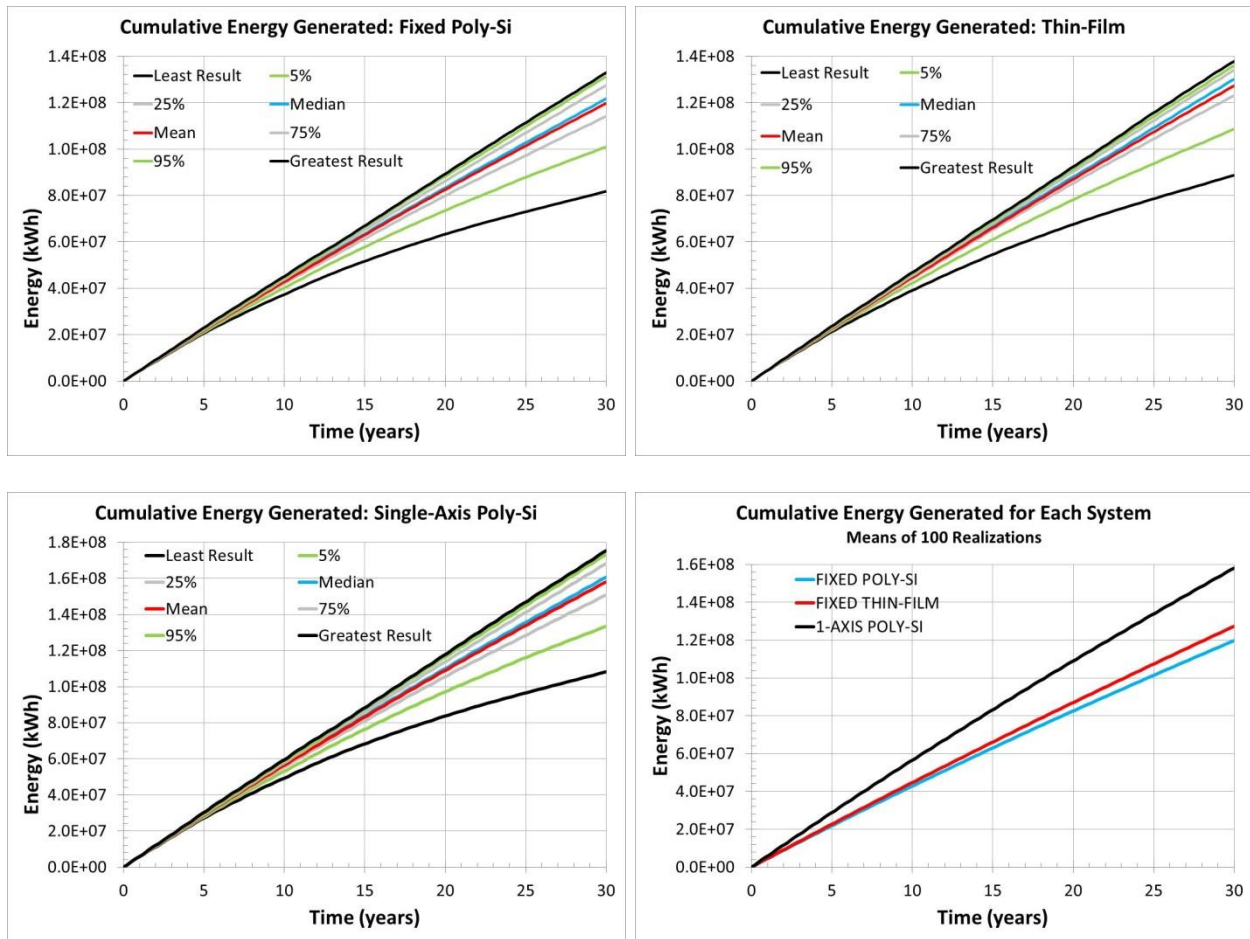 Cumulative Energy Generated: Fixed Poly-Si
1.4E+08
1.2E+08
1.0E+08
8.0E+07
6.0E+07
4.0E+07
2.0E+07
0.0E+00
Energy (kWh)
Least Result 5%
25% Median
Mean 75%
95% Greatest Result
0 5 10 15 20 25 30
Time (years)
Cumulative Energy Generated: Thin-Film
1.4E+08
1.2E+08
1.0E+08
8.0E+07
6.0E+07
4.0E+07
2.0E+07
0.0E+00
Energy (kWh)
Least Result 5%
25% Median
Mean 75%
95% Greatest Result
0 5 10 15 20 25 30
Time (years)
Cumulative Energy Generated: Single-Axis Poly-Si
1.8E+08
1.6E+08
1.4E+08
1.2E+08
1.0E+08
8.0E+07
6.0E+07
4.0E+07
2.0E+07
0.0E+00
Energy (kWh)
Least Result 5%
25% Median
Mean 75%
95% Greatest Result
0 5 10 15 20 25 30
Time (years)
Cumulative Energy Generated for Each System
Means of 100 Realizations
1.6E+08
1.4E+08
1.2E+08
1.0E+08
8.0E+07
6.0E+07
4.0E+07
2.0E+07
0.0E+00
Energy (kWh)
FIXED POLY-SI
FIXED THIN-FILM
1-AXIS POLY-SI
0 5 10 15 20 25 30
Time (years)